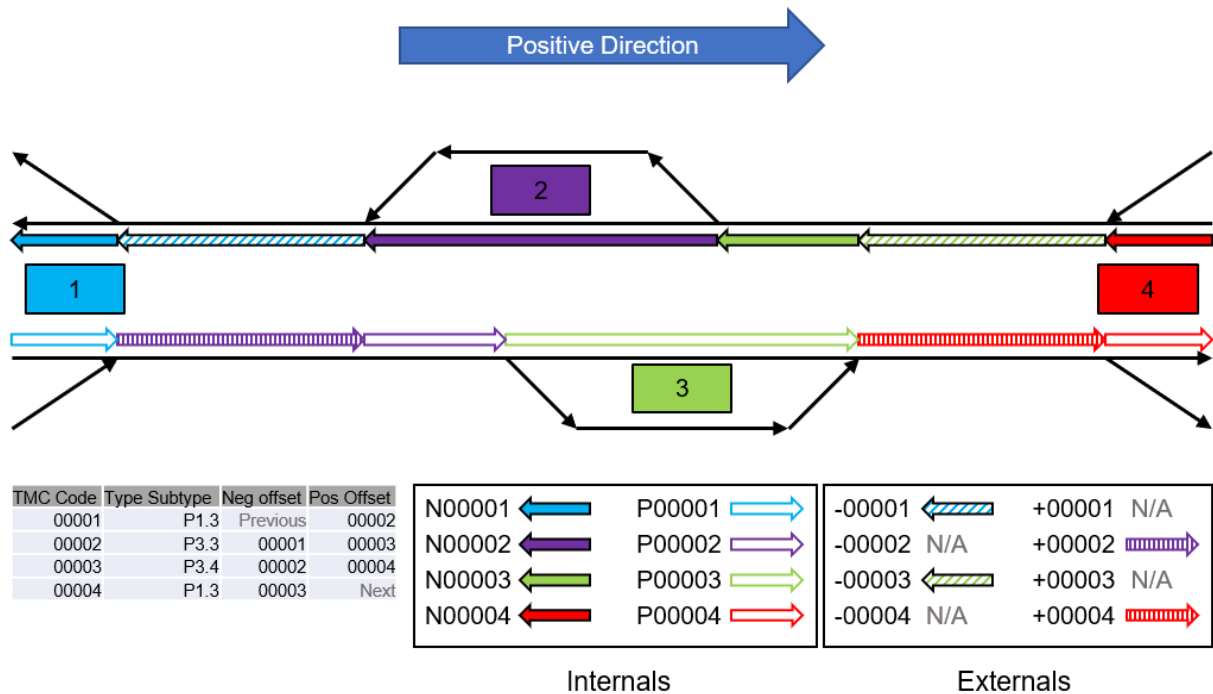 Positive Direction
2
1
4
3
TMC Code Type Subtype Neg offset Pos Offset
00001 P1.3 Previous 00002
00002 P3.3 00001 00003
00003 P3.4 00002 00004
00004 P1.3 00003 Next
N00001 P00001
N00002 P00002
N00003 P00003
N00004 P00004
Internals
-00001 +00001 N/A
-00002 N/A +00002
-00003 +00003 N/A
-00004 N/A +00004
Externals